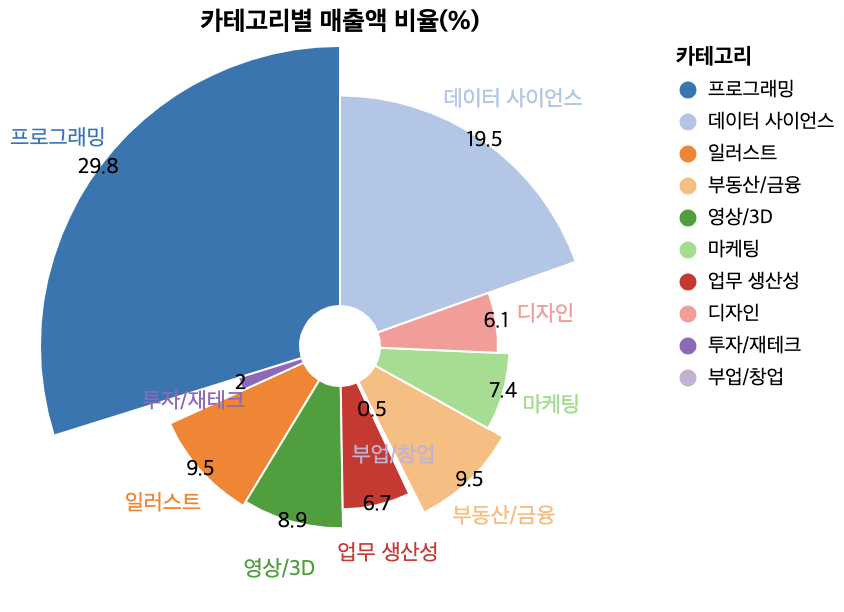 카테고리별 매출액 비율(%)
데이터 사이언스
19.5
프로그래밍
29.8
6.1
디자인
2
투자/재테크
7.4
마케팅
0.5
부업/창업
9.5
일러스트
9.5
부동산/금융
6.7
업무 생산성
8.9
영상/3D
카테고리
프로그래밍
데이터 사이언스
일러스트
부동산/금융
영상/3D
마케팅
업무 생산성
디자인
투자/재테크
부업/창업